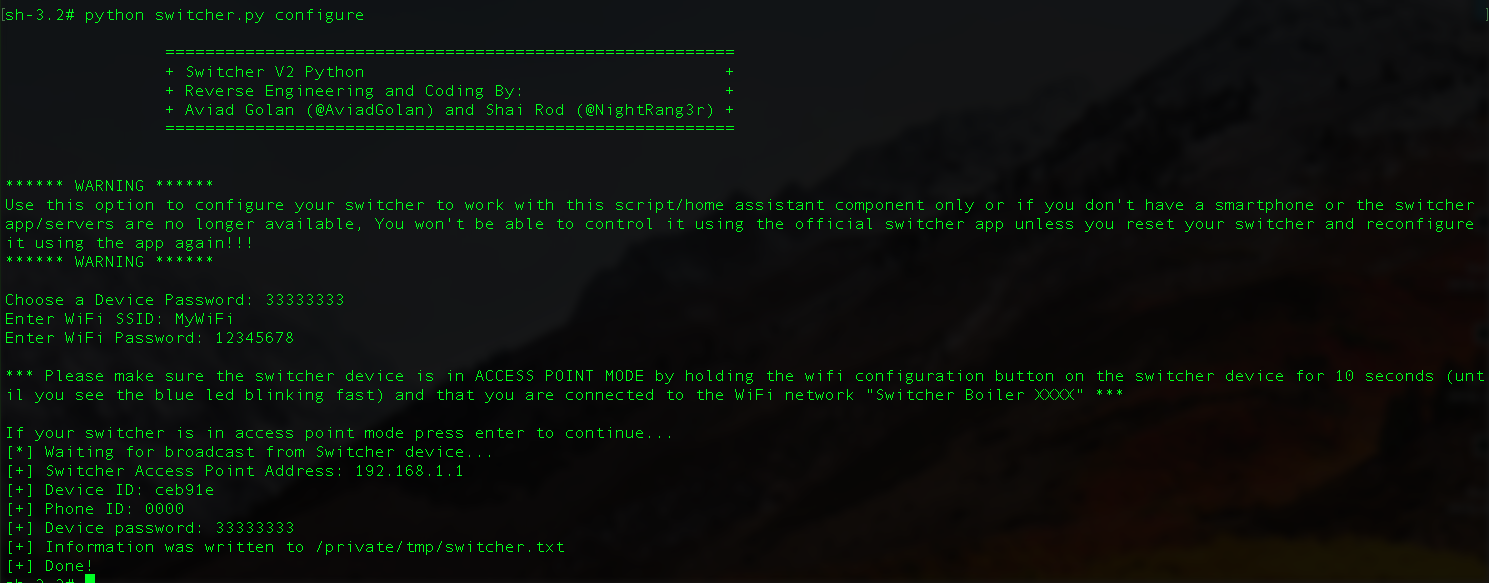 [sh-3.2# python switcher.py configure ]
===========================================================
+ Switcher V2 Python +
+ Reverse Engineering and Coding By: +
+ Aviad Golan (@AviadGolan) and Shai Rod (@NightRang3r) +
===========================================================
****** WARNING ******
Use this option to configure your switcher to work with this script/home assistant component only or if you don't have a smartphone or the switcher
app/servers are no longer available, You won't be able to control it using the official switcher app unless you reset your switcher and reconfigure
it using the app again!!!
****** WARNING ******
Choose a Device Password: 33333333
Enter WiFi SSID: MyWiFi
Enter WiFi Password: 12345678
*** Please make sure the switcher device is in ACCESS POINT MODE by holding the wifi configuration button on the switcher device for 10 seconds (unt
il you see the blue led blinking fast) and that you are connected to the WiFi network "Switcher Boiler XXXX" ***
If your switcher is in access point mode press enter to continue...
[*] Waiting for broadcast from Switcher device...
[+] Switcher Access Point Address: 192.168.1.1
[+] Device ID: ceb91e
[+] Phone ID: 0000
[+] Device password: 33333333
[+] Information was written to /private/tmp/switcher.txt
[+] Done!
sh-3.2#